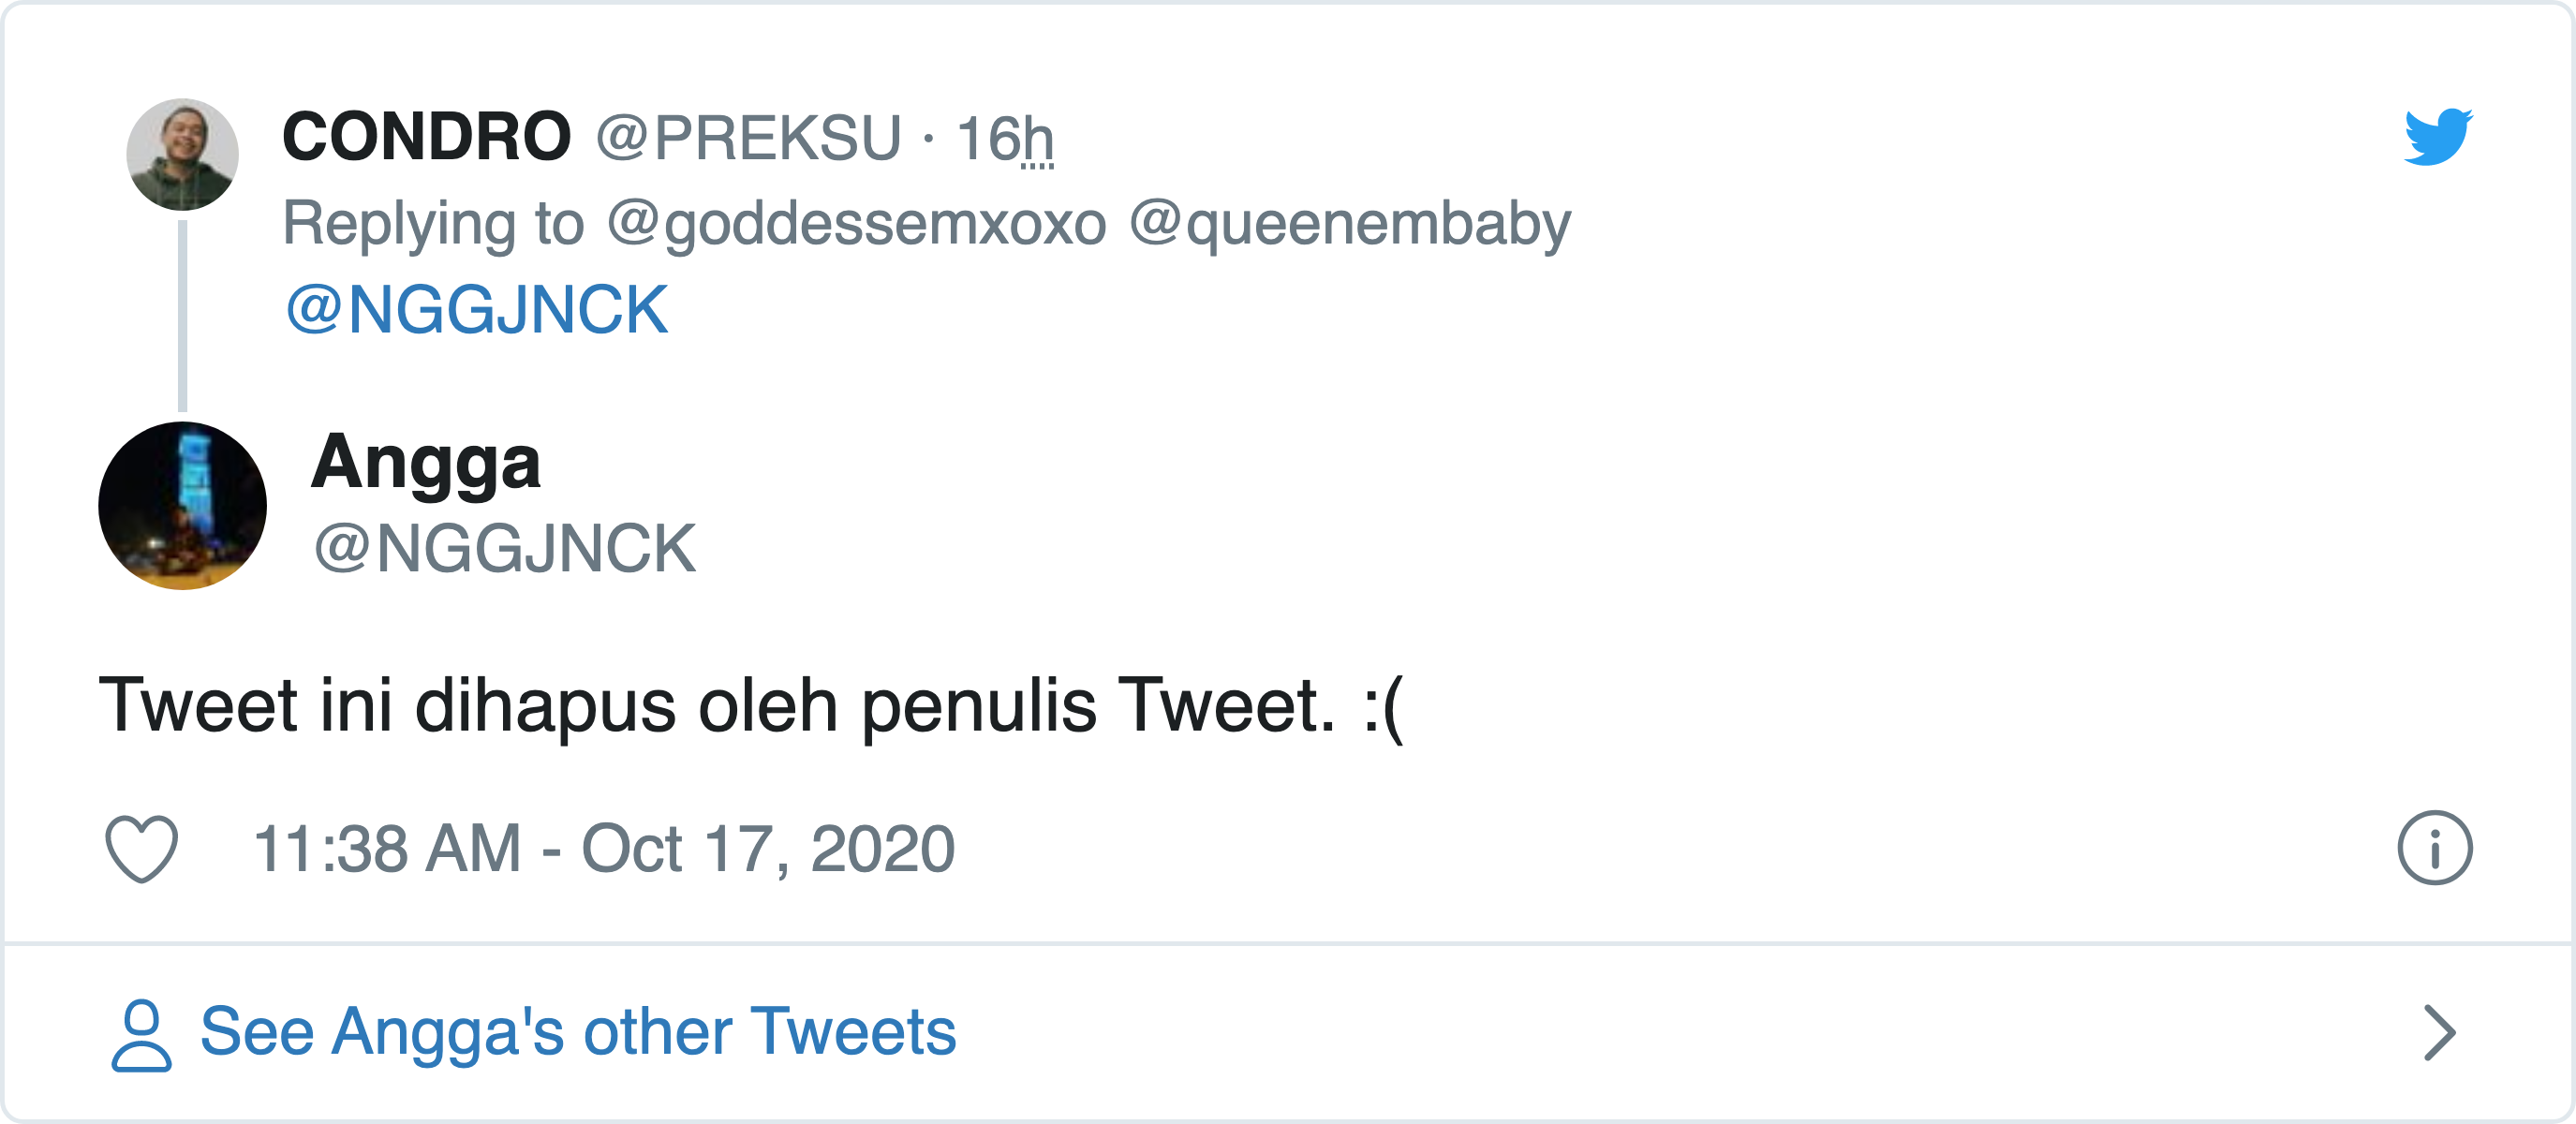 CONDRO @PREKSU · 16h
Replying to @goddessemxoxo @queenembaby
@NGGJNCK
Angga
@NGGJNCK
Tweet ini dihapus oleh penulis Tweet. :(
11:38 AM - Oct 17, 2020
See Angga's other Tweets